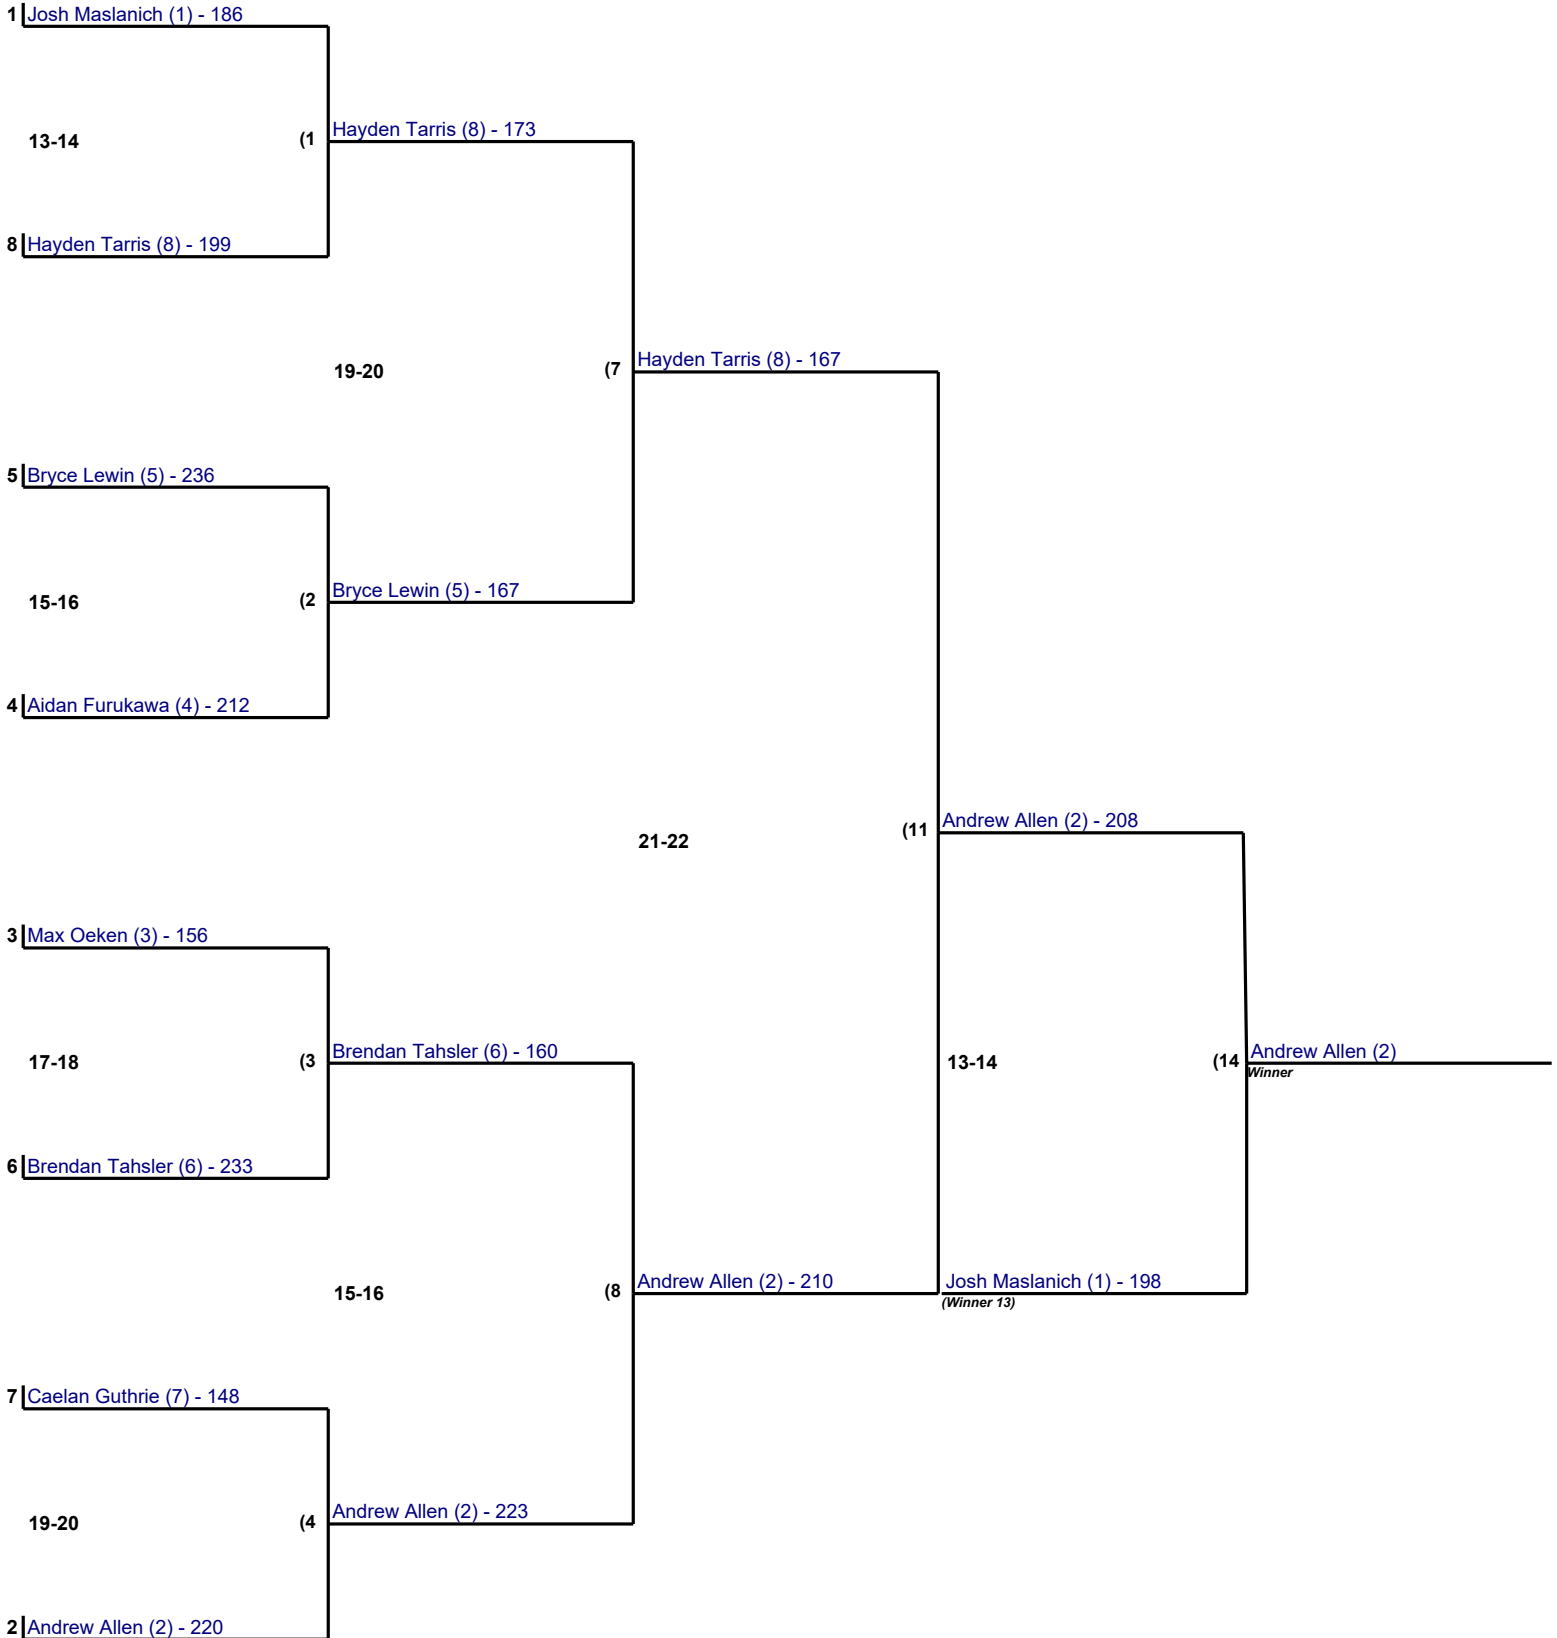 1 Josh Maslanich (1) - 186
13-14 (1 Hayden Tarris (8) - 173
8 Hayden Tarris (8) - 199
19-20 (7 Hayden Tarris (8) - 167
5 Bryce Lewin (5) - 236
15-16 (2 Bryce Lewin (5) - 167
4 Aidan Furukawa (4) - 212
21-22 (11 Andrew Allen (2) - 208
3 Max Oeken (3) - 156
17-18 (3 Brendan Tahsler (6) - 160
13-14 (14 Andrew Allen (2)
Winner
6 Brendan Tahsler (6) - 233
15-16 (8 Andrew Allen (2) - 210
Josh Maslanich (1) - 198
(Winner 13)
7 Caelan Guthrie (7) - 148
19-20 (4 Andrew Allen (2) - 223
2 Andrew Allen (2) - 220